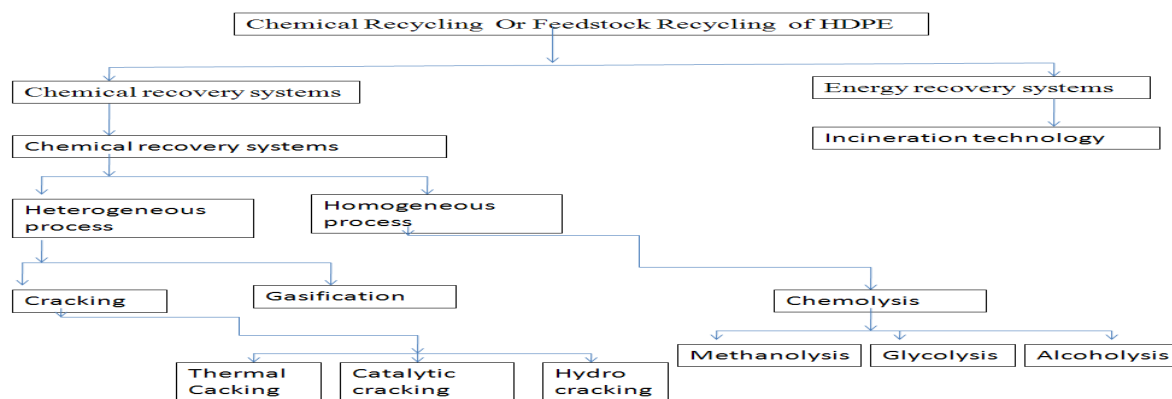 Chemical Recycling Or Feedstock Recycling of HDPE
Chemical recovery systems
Energy recovery systems
Chemical recovery systems
Incineration technology
Heterogeneous
process
Homogeneous
process
Cracking
Gasification
Chemolysis
Thermal
Cacking
Catalytic
cracking
Hydro
cracking
Methanolysis
Glycolysis
Alcoholysis